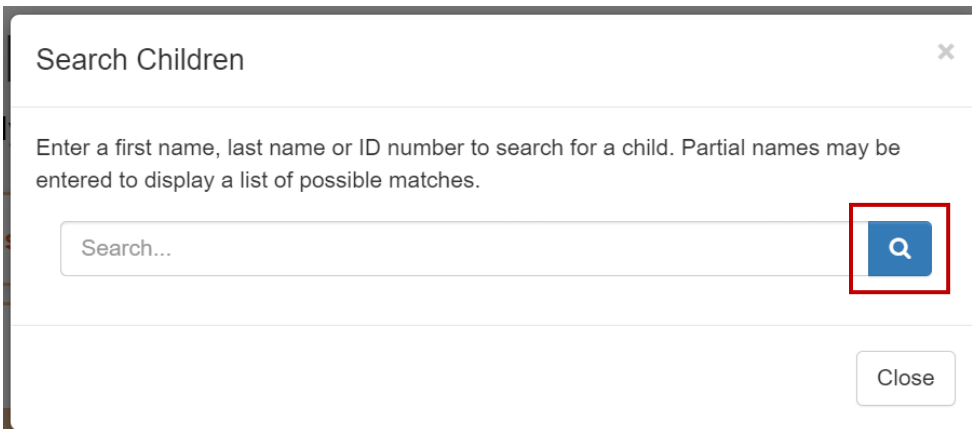 Search Children
×
Enter a first name, last name or ID number to search for a child. Partial names may be
entered to display a list of possible matches.
Search...
Close